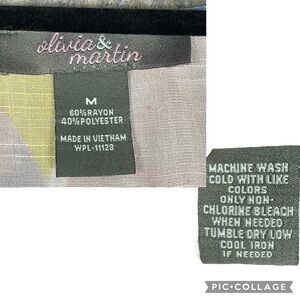 olivia &
martin
M
60%RAYON
40%POLYESTER
MADE IN VIETNAM
WPL-11128
MACHINE WASH
COLD WITH LIKE
COLORS
ONLY NON-
CHLORINE BLEACH
WHEN NEEDED
TUMBLE DRY LOW
COOL IRON
IF NEEDED
PIC•COLLAGE